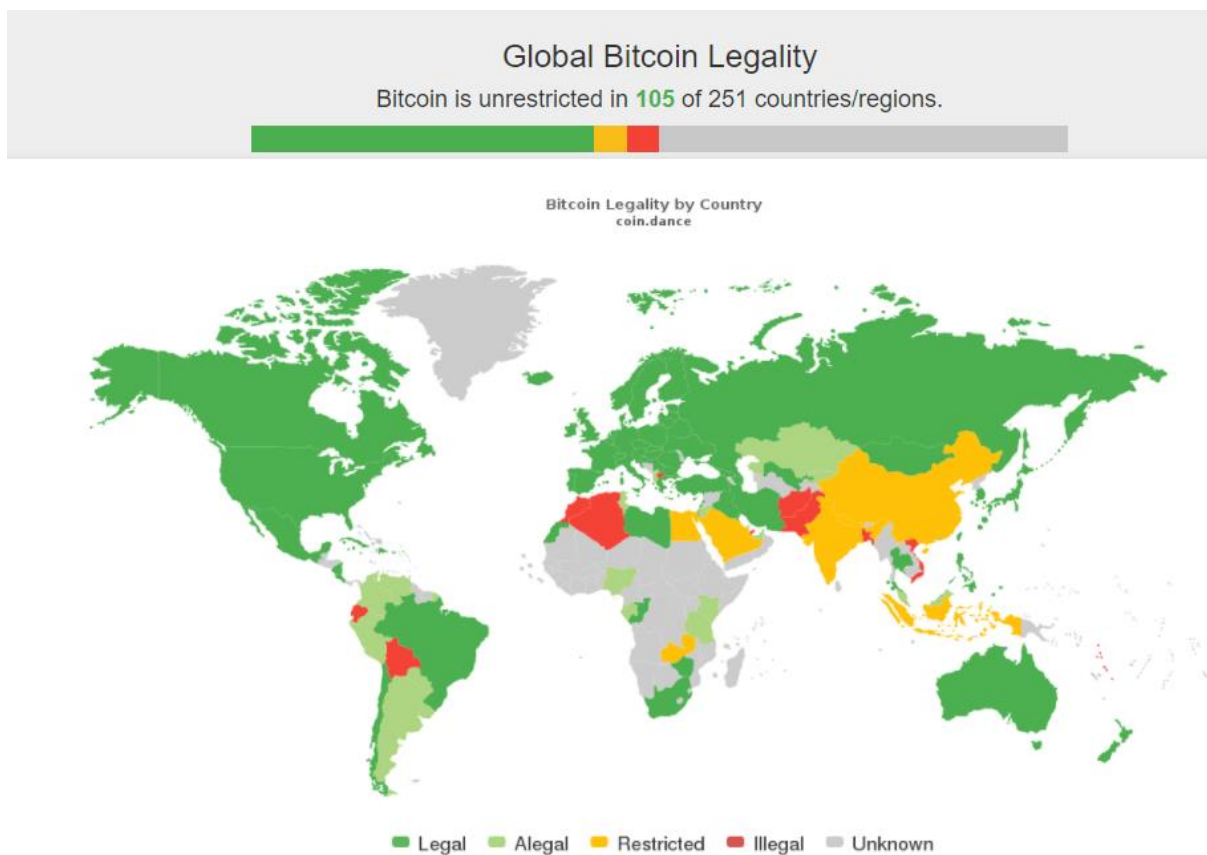 Global Bitcoin Legality
Bitcoin is unrestricted in 105 of 251 countries/regions.
Bitcoin Legality by Country
coin.dance
Legal Alegal Restricted Illegal Unknown